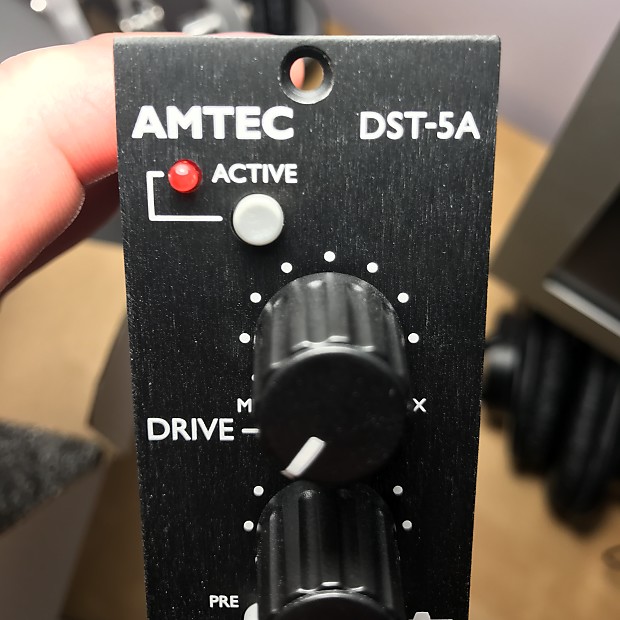 AMTEC DST-5A
ACTIVE
M X
DRIVE
PRE